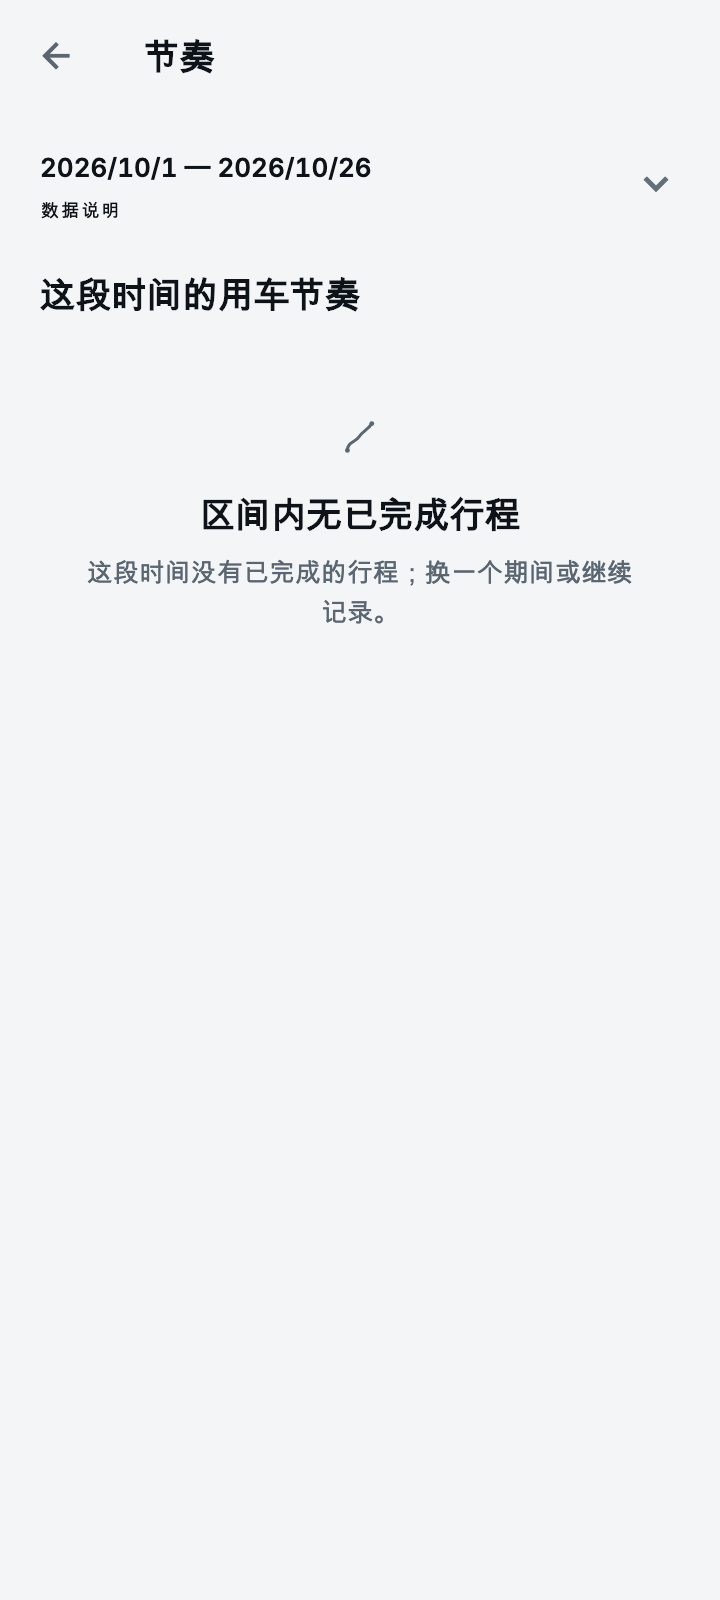 节奏
2026/10/1 — 2026/10/26
数据说明
这段时间的用车节奏
区间内无已完成行程
这段时间没有已完成的行程；换一个期间或继续
记录。